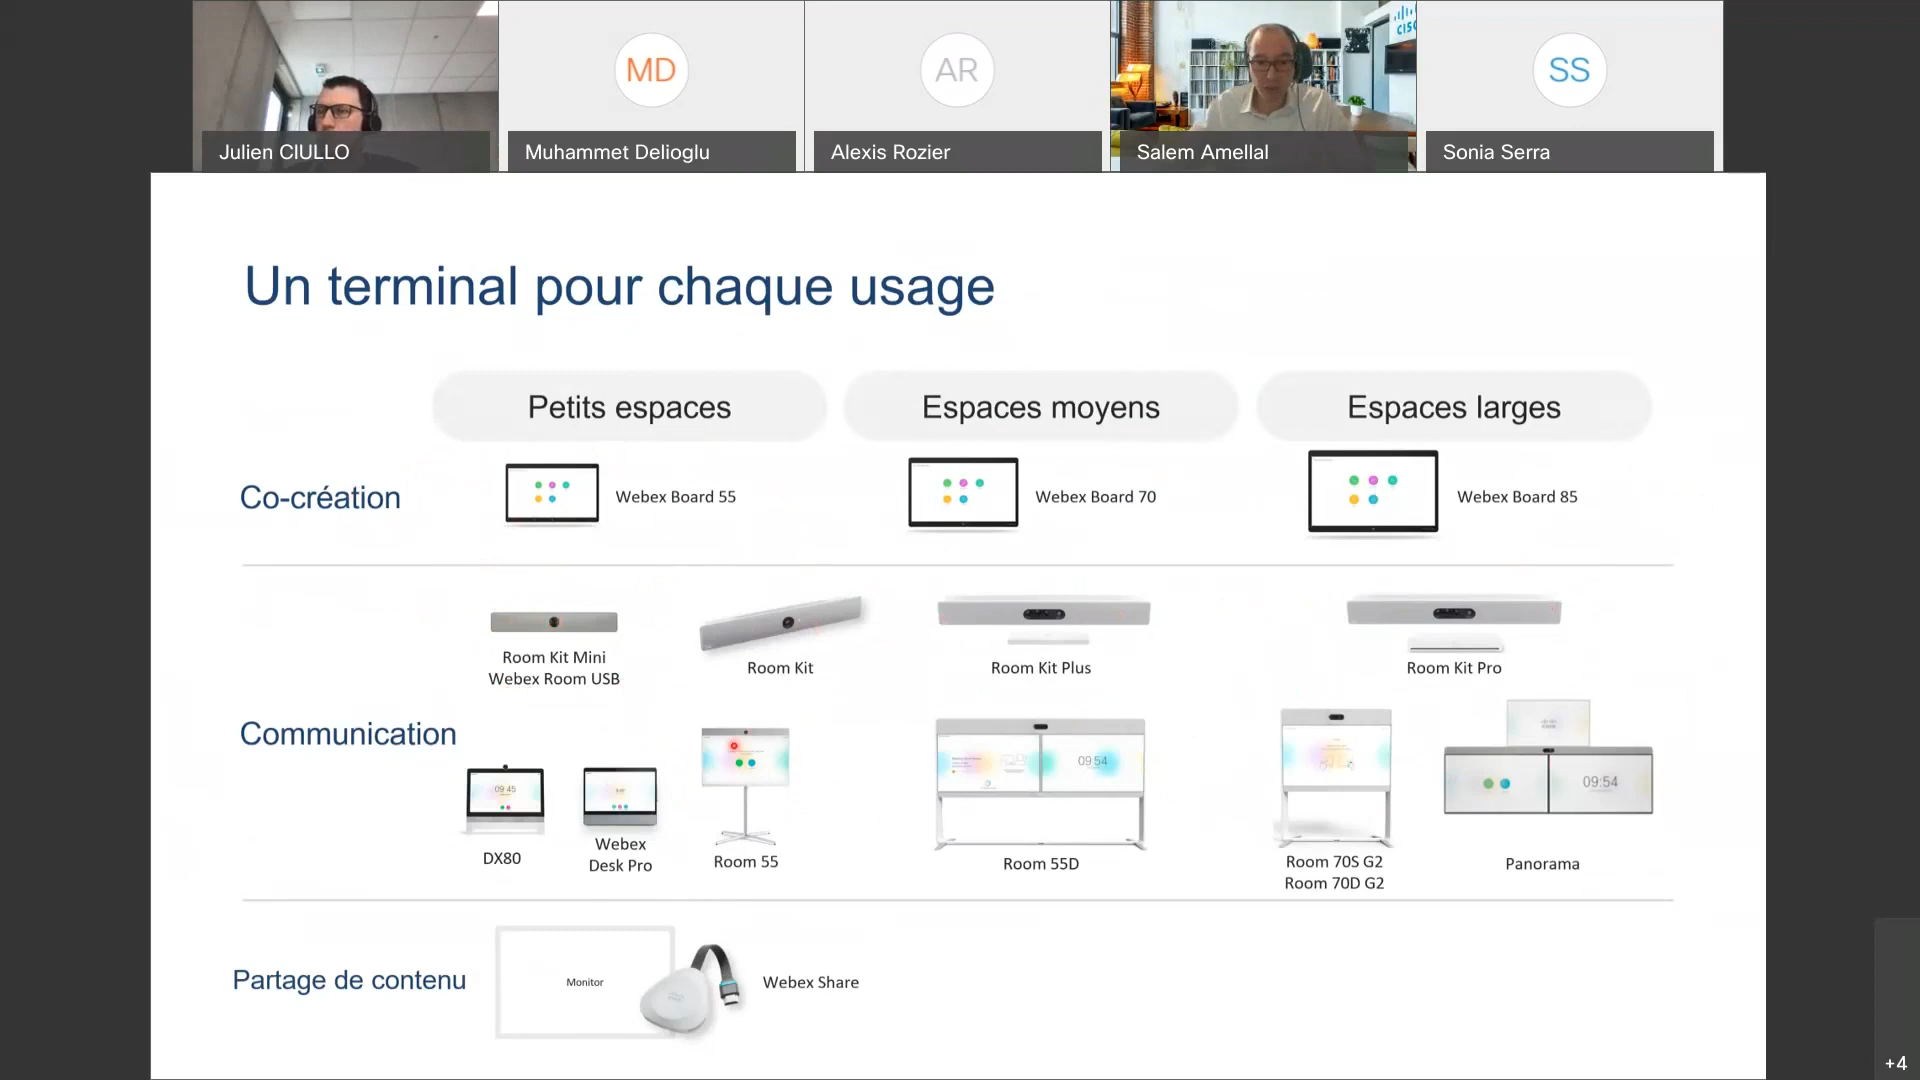 MD
AR
cisc
SS
Julien CIULLO
Muhammet Delioglu
Alexis Rozier
Salem Amellal
Sonia Serra
Un terminal pour chaque usage
Petits espaces
Espaces moyens
Espaces larges
Co-création
Webex Board 55
Webex Board 70
Webex Board 85
Room Kit Mini
Webex Room USB
Room Kit
Room Kit Plus
Room Kit Pro
Communication
09 45
09 54
09:54
DX80
Webex
Desk Pro
Room 55
Room 55D
Room 70S G2
Room 70D G2
Panorama
Partage de contenu
Monitor
Webex Share
+4